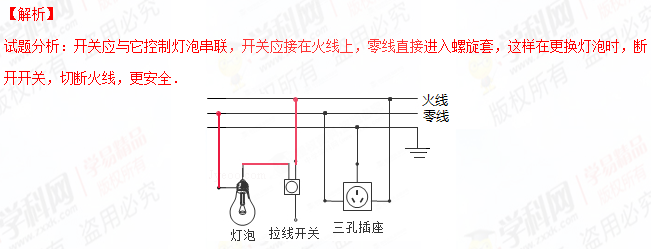 【解析】
试题分析：开关应与它控制灯泡串联，开关应接在火线上，零线直接进入螺旋套，这样在更换灯泡时，断
开开关，切断火线，更安全．
火线
零线
灯泡
拉线开关
三孔插座